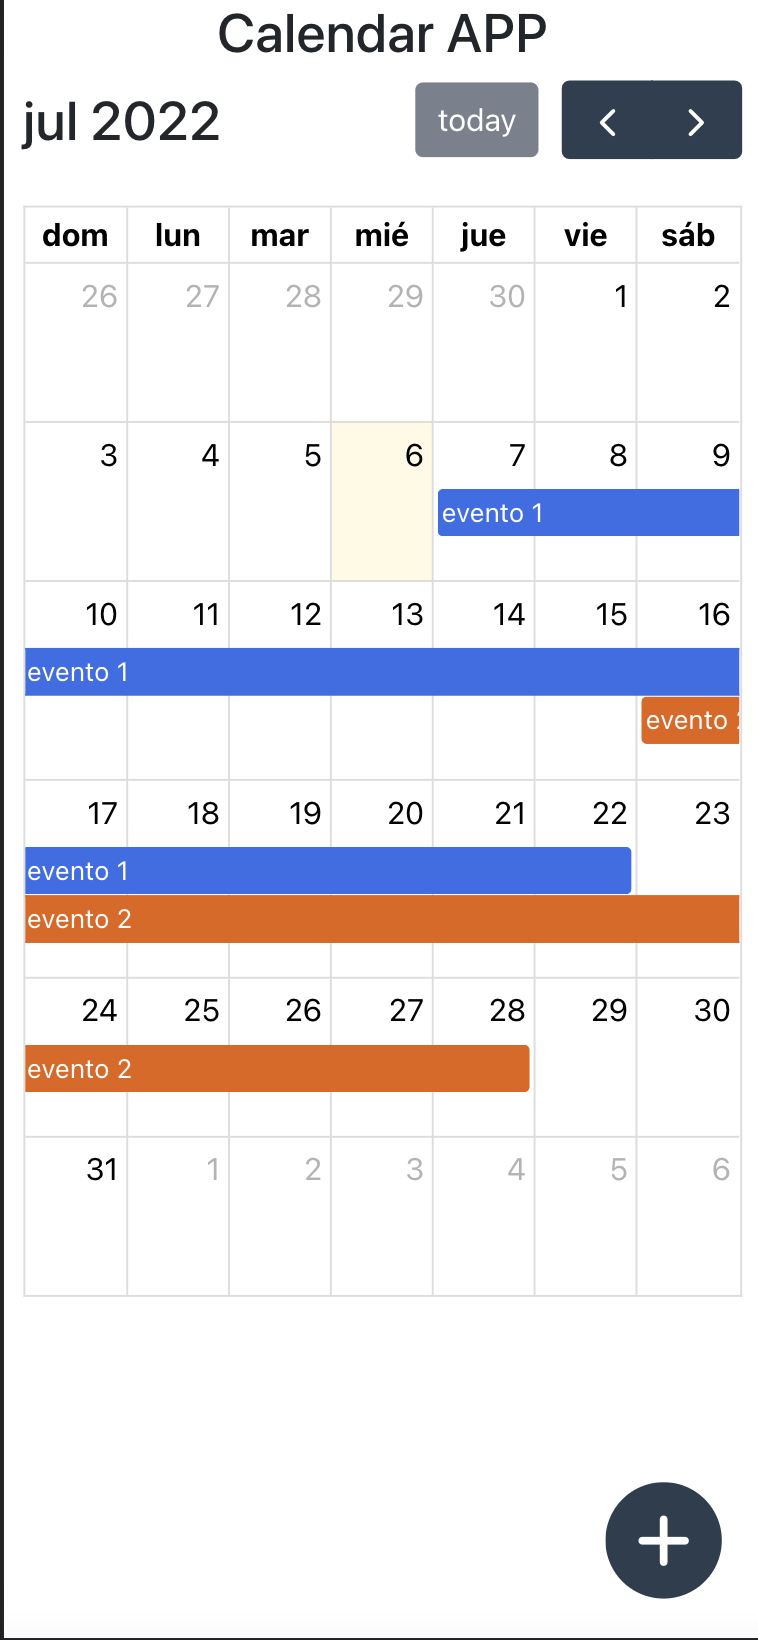 Calendar APP
jul 2022 today
dom lun mar mié jue vie sáb
26 27 28 29 30 1 2
3 4 5 6 7 8 9
evento 1
10 11 12 13 14 15 16
evento 1
evento
17 18 19 20 21 22 23
evento 1
evento 2
24 25 26 27 28 29 30
evento 2
31 1 2 3 4 5 6